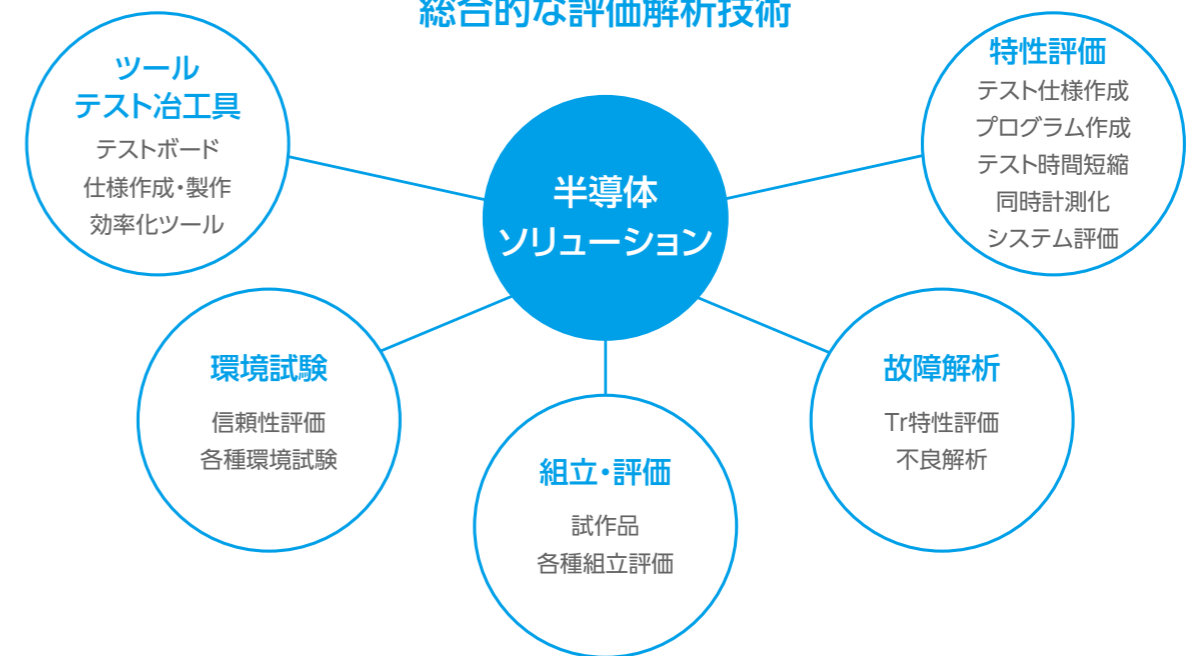 総合的な評価解析技術
ツール
テスト冶工具
テストボード
仕様作成・製作
効率化ツール
半導体
ソリューション
特性評価
テスト仕様作成
プログラム作成
テスト時間短縮
同時計測化
システム評価
環境試験
信頼性評価
各種環境試験
組立・評価
試作品
各種組立評価
故障解析
Tr特性評価
不良解析